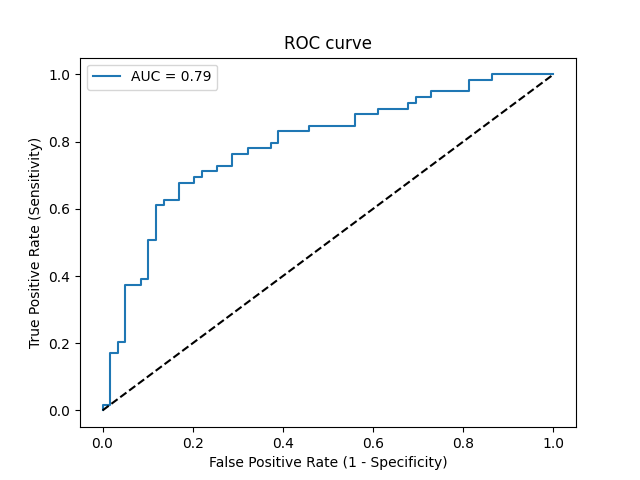 ROC curve
AUC = 0.79
1.0
0.8
0.6
0.4
0.2
0.0
True Positive Rate (Sensitivity)
0.0 0.2 0.4 0.6 0.8 1.0
False Positive Rate (1 - Specificity)